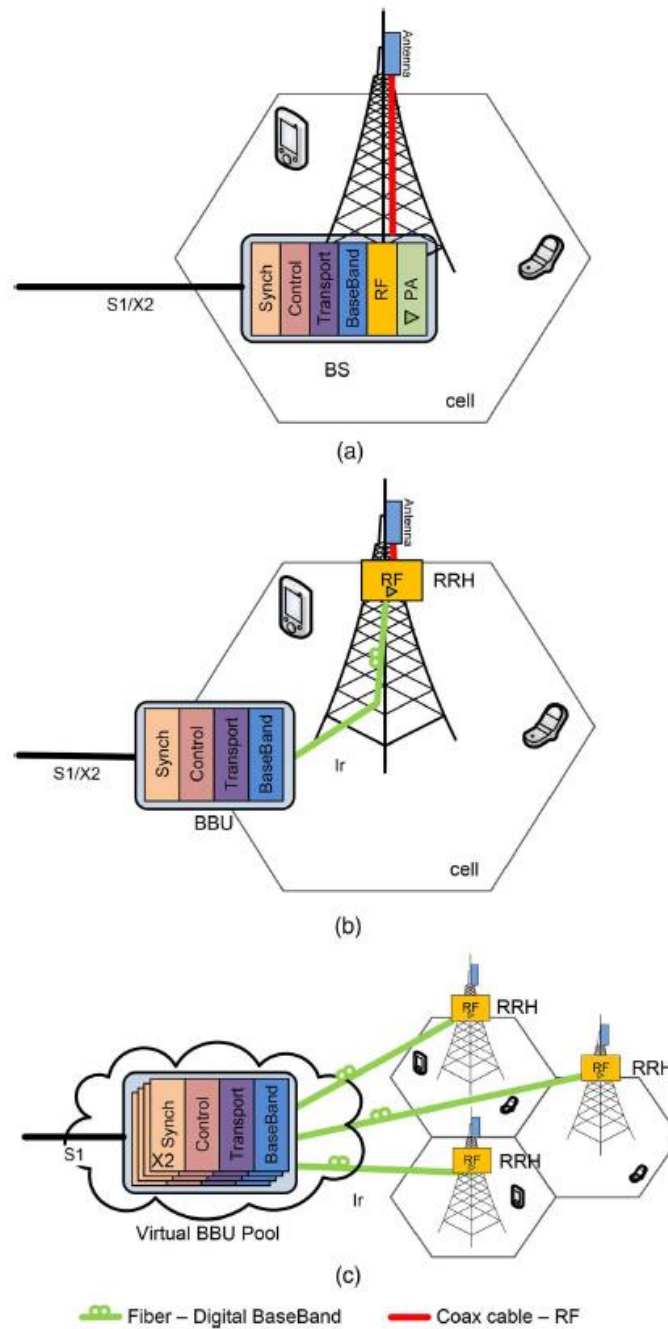 Antenna
Synch
Control
Transport
BaseBand
RF
PA
S1/X2
BS
cell
(a)
Antenna
RF
RRH
Synch
Control
Transport
BaseBand
S1/X2
Ir
BBU
cell
(b)
RF
RRH
RF
RRH
Synch
Control
Transport
BaseBand
X2
S1
RF
RRH
Ir
Virtual BBU Pool
(c)
Fiber – Digital BaseBand
Coax cable – RF